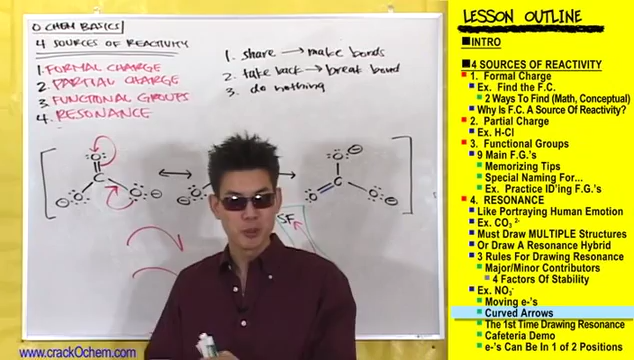 O CHEM BASICS
4 SOURCES OF REACTIVITY
1. FORMAL CHARGE
2. PARTIAL CHARGE
3. FUNCTIONAL GROUPS
4. RESONANCE
1. share → make bonds
2. take back → break bond
3. do nothing
O
C
O
O
O
C
O
O
SF
www.crackOchem.com
LESSON OUTLINE
INTRO
4 SOURCES OF REACTIVITY
1. Formal Charge
Ex. Find the F.C.
2 Ways To Find (Math, Conceptual)
Why Is F.C. A Source Of Reactivity?
2. Partial Charge
Ex. H-Cl
3. Functional Groups
9 Main F.G.'s
Memorizing Tips
Special Naming For...
Ex. Practice ID'ing F.G.'s
4. RESONANCE
Like Portraying Human Emotion
Ex. CO3 2-
Must Draw MULTIPLE Structures
Or Draw A Resonance Hybrid
3 Rules For Drawing Resonance
Major/Minor Contributors
4 Factors Of Stability
Ex. NO3-
Moving e-'s
Curved Arrows
The 1st Time Drawing Resonance
Cafeteria Demo
e-'s Can Be In 1 of 2 Positions